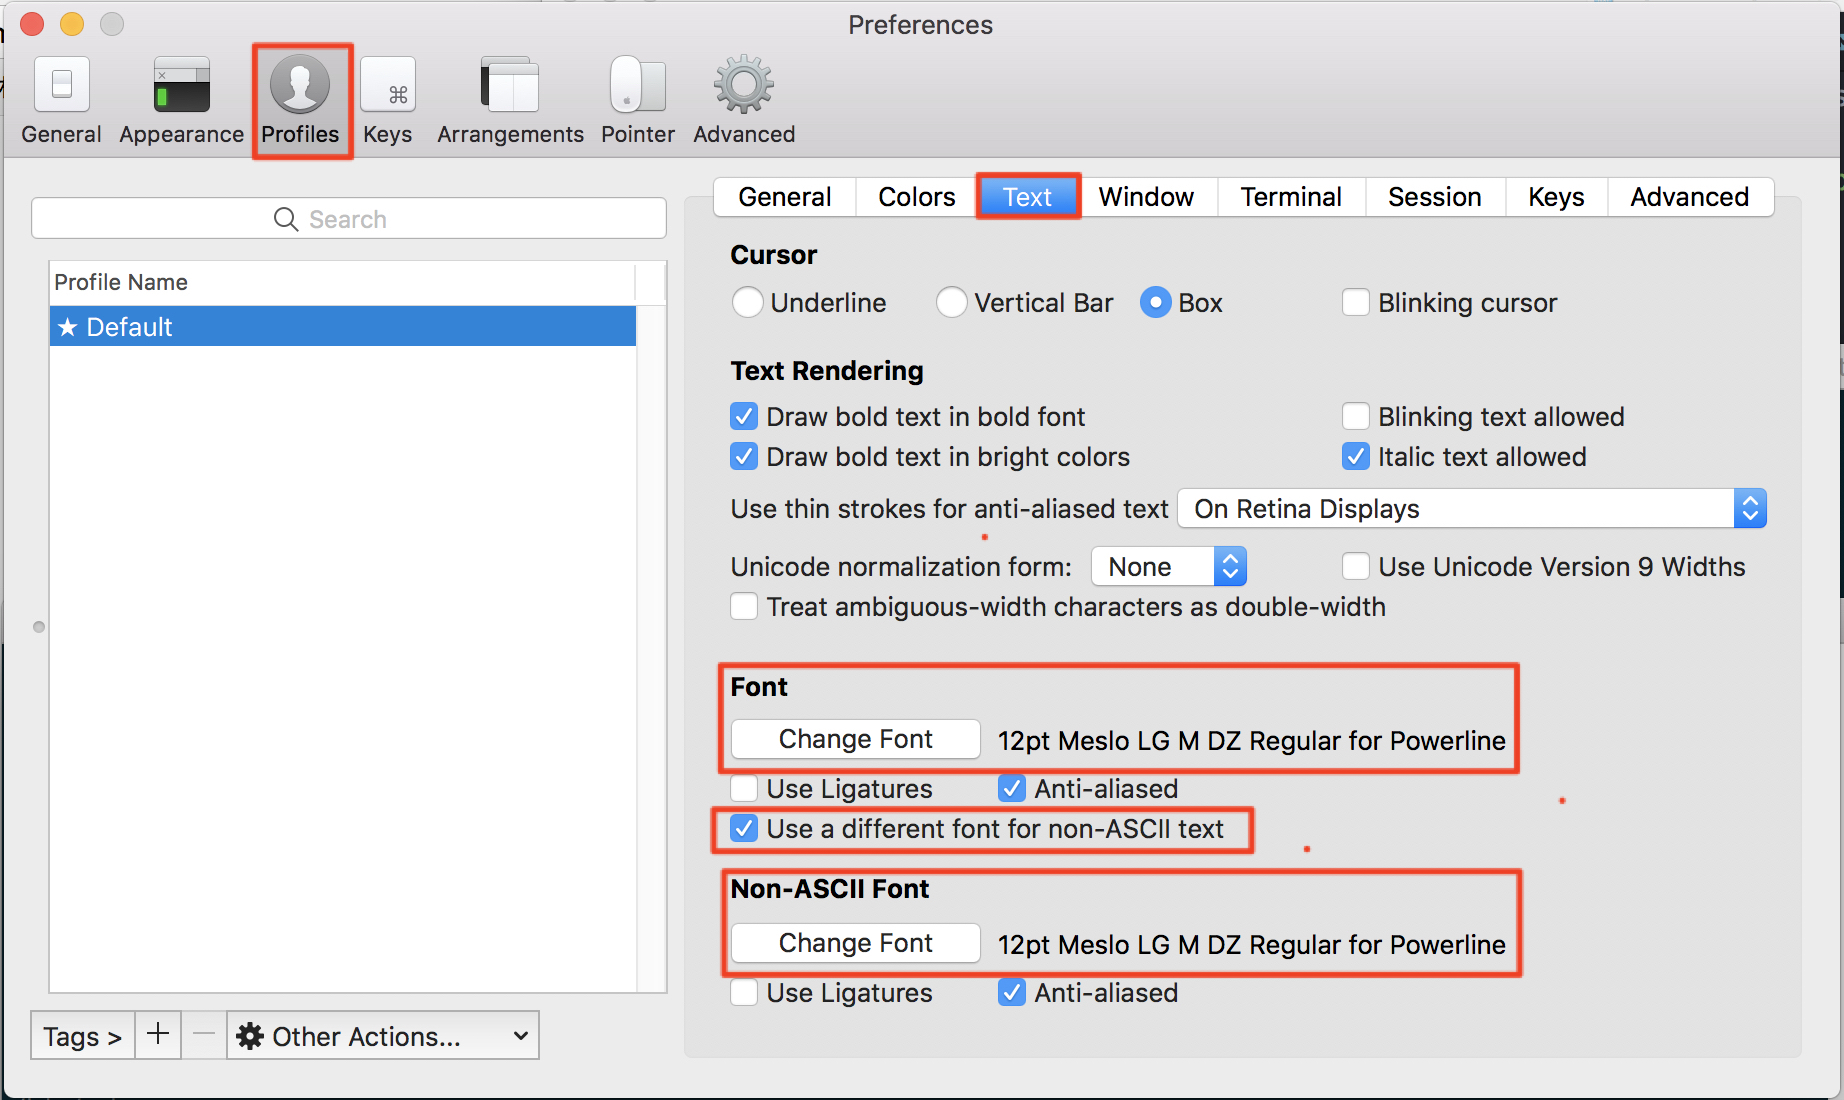 Preferences
General Appearance Profiles Keys Arrangements Pointer Advanced
Search
Profile Name
★ Default
Tags > + − Other Actions...
General Colors Text Window Terminal Session Keys Advanced
Cursor
Underline Vertical Bar Box Blinking cursor
Text Rendering
Draw bold text in bold font Blinking text allowed
Draw bold text in bright colors Italic text allowed
Use thin strokes for anti-aliased text On Retina Displays
Unicode normalization form: None Use Unicode Version 9 Widths
Treat ambiguous-width characters as double-width
Font
Change Font 12pt Meslo LG M DZ Regular for Powerline
Use Ligatures Anti-aliased
Use a different font for non-ASCII text
Non-ASCII Font
Change Font 12pt Meslo LG M DZ Regular for Powerline
Use Ligatures Anti-aliased